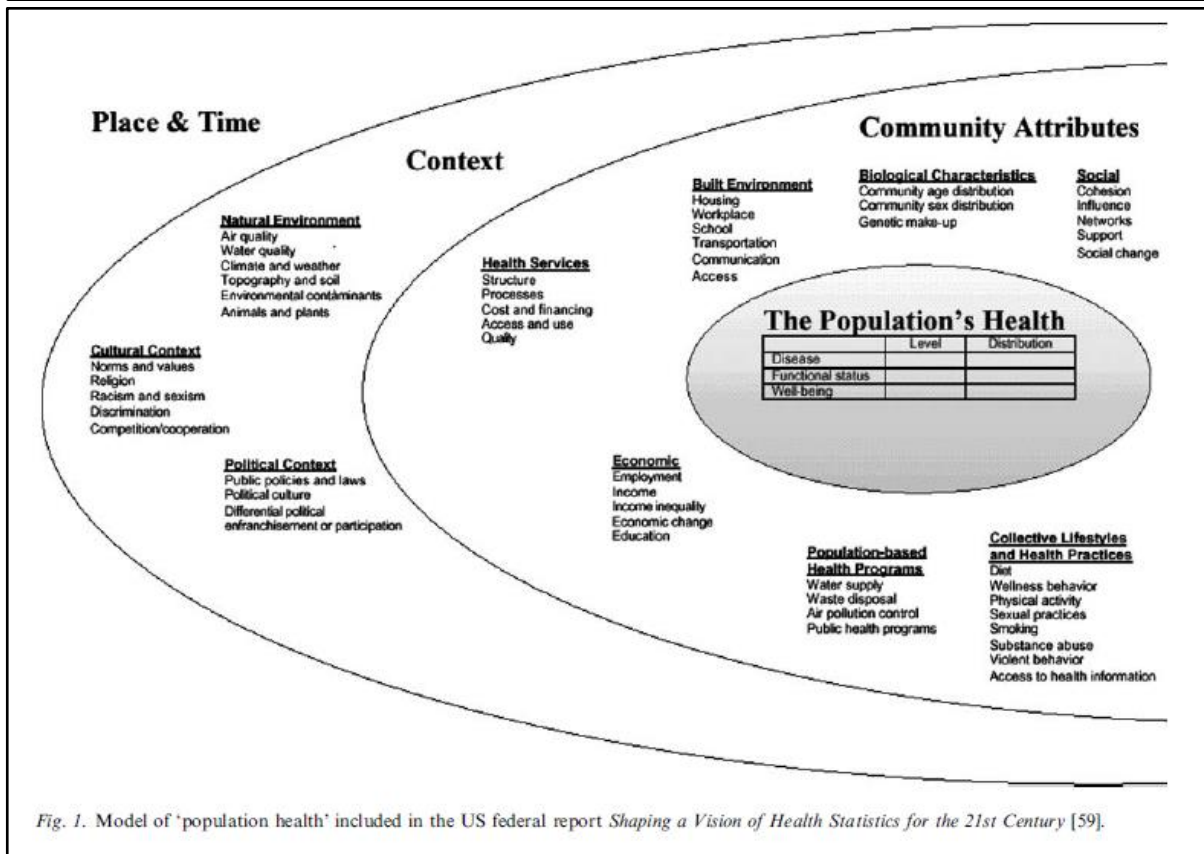 Place & Time
Context
Community Attributes
Natural Environment
Air quality
Water quality
Climate and weather
Topography and soil
Environmental contaminants
Animals and plants
Cultural Context
Norms and values
Religion
Racism and sexism
Discrimination
Competition/cooperation
Political Context
Public policies and laws
Political culture
Differential political
enfranchisement or participation
Health Services
Structure
Processes
Cost and financing
Access and use
Quality
Built Environment
Housing
Workplace
School
Transportation
Communication
Access
Biological Characteristics
Community age distribution
Community sex distribution
Genetic make-up
Social
Cohesion
Influence
Networks
Support
Social change
The Population's Health
Level Distribution
Disease
Functional status
Well-being
Economic
Employment
Income
Income inequality
Economic change
Education
Population-based
Health Programs
Water supply
Waste disposal
Air pollution control
Public health programs
Collective Lifestyles
and Health Practices
Diet
Wellness behavior
Physical activity
Sexual practices
Smoking
Substance abuse
Violent behavior
Access to health information
Fig. 1. Model of 'population health' included in the US federal report Shaping a Vision of Health Statistics for the 21st Century [59].